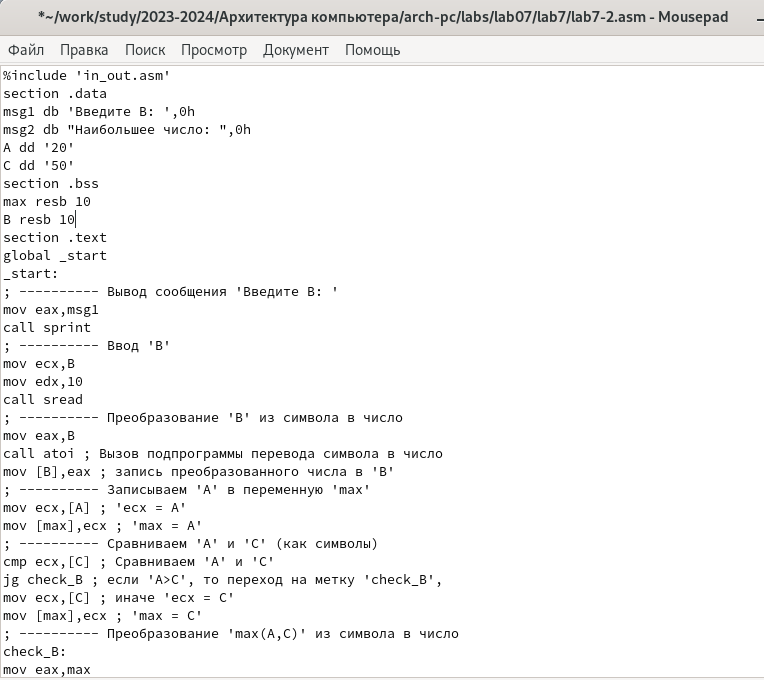 *~/work/study/2023-2024/Архитектура компьютера/arch-pc/labs/lab07/lab7/lab7-2.asm - Mousepad
Файл Правка Поиск Просмотр Документ Помощь
%include 'in_out.asm'
section .data
msg1 db 'Введите B: ',0h
msg2 db "Наибольшее число: ",0h
A dd '20'
C dd '50'
section .bss
max resb 10
B resb 10
section .text
global _start
_start:
; ---------- Вывод сообщения 'Введите B: '
mov eax,msg1
call sprint
; ---------- Ввод 'B'
mov ecx,B
mov edx,10
call sread
; ---------- Преобразование 'B' из символа в число
mov eax,B
call atoi ; Вызов подпрограммы перевода символа в число
mov [B],eax ; запись преобразованного числа в 'B'
; ---------- Записываем 'A' в переменную 'max'
mov ecx,[A] ; 'ecx = A'
mov [max],ecx ; 'max = A'
; ---------- Сравниваем 'A' и 'С' (как символы)
cmp ecx,[C] ; Сравниваем 'A' и 'С'
jg check_B ; если 'A>C', то переход на метку 'check_B',
mov ecx,[C] ; иначе 'ecx = C'
mov [max],ecx ; 'max = C'
; ---------- Преобразование 'max(A,C)' из символа в число
check_B:
mov eax,max